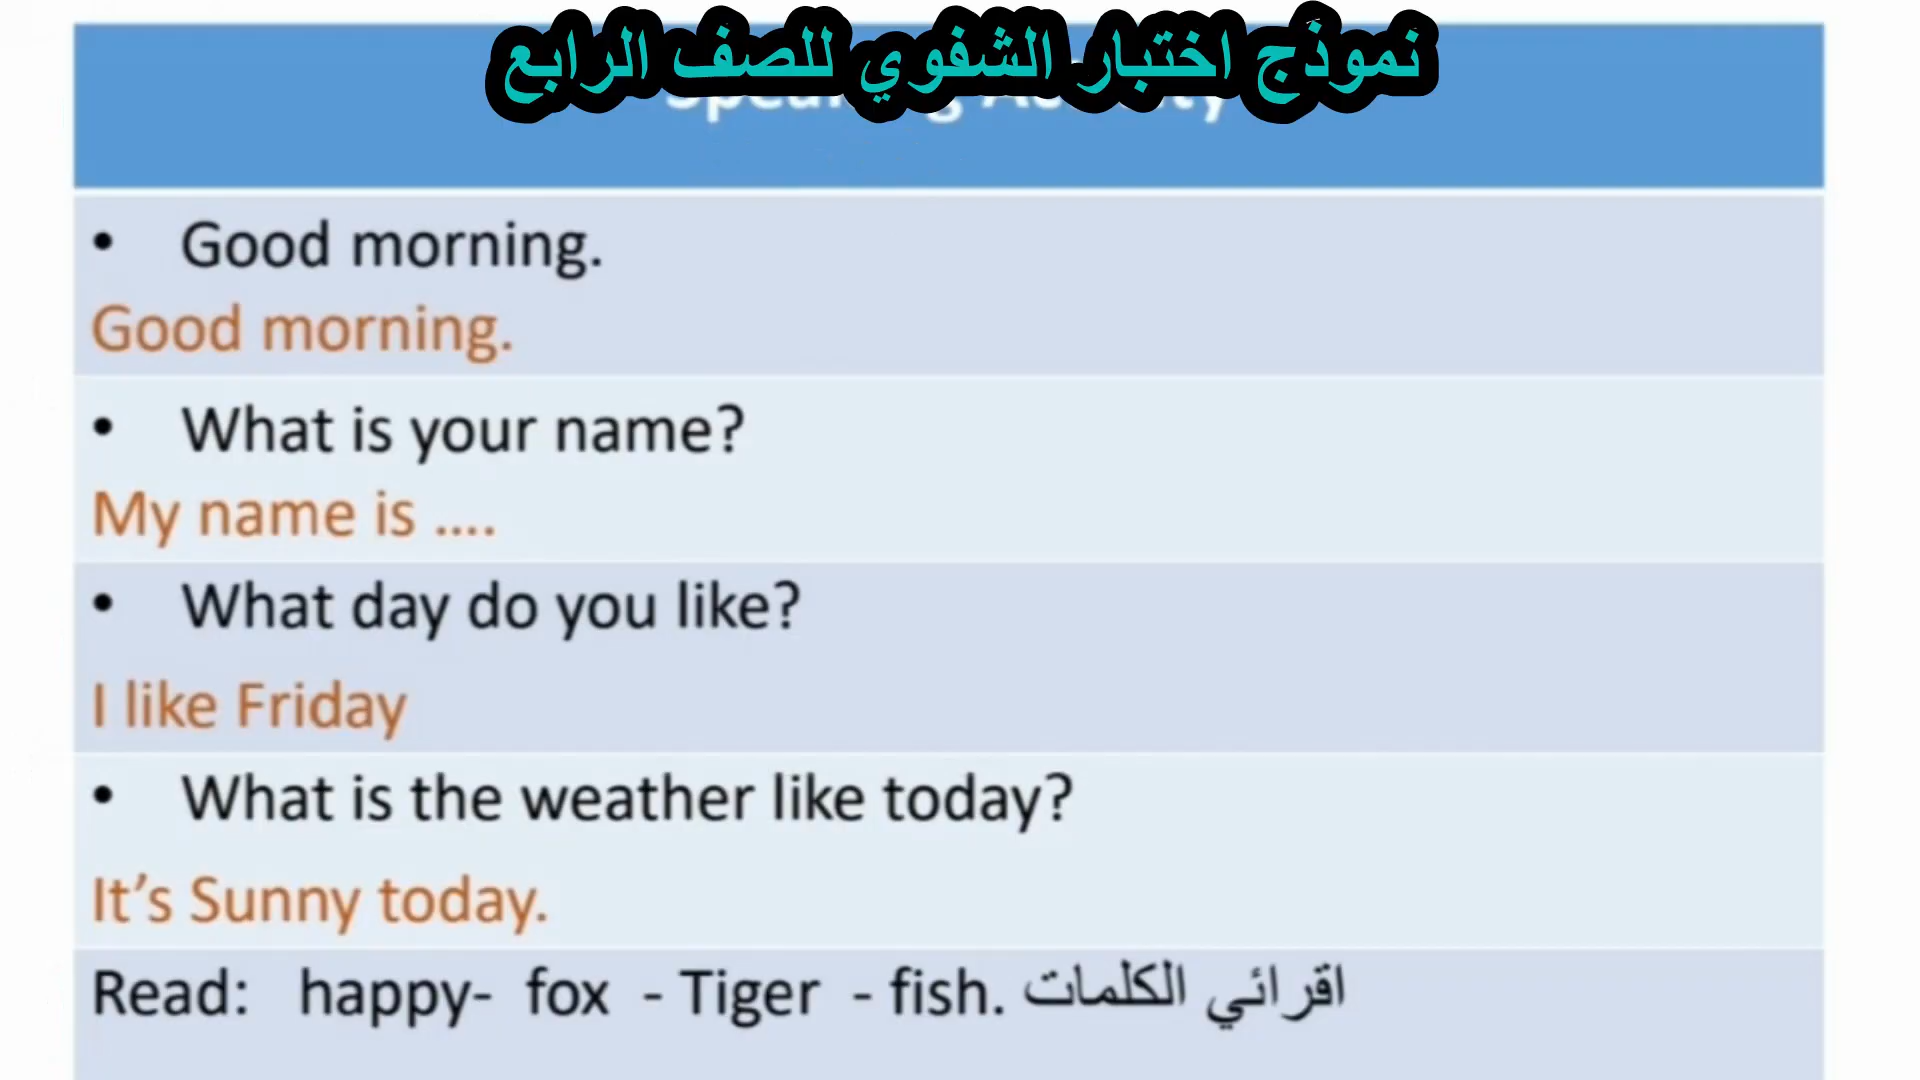 نموذج اختبار الشفوي للصف الرابع
• Good morning.
Good morning.
• What is your name?
My name is ....
• What day do you like?
I like Friday
• What is the weather like today?
It’s Sunny today.
Read: happy- fox - Tiger - fish. اقرائي الكلمات